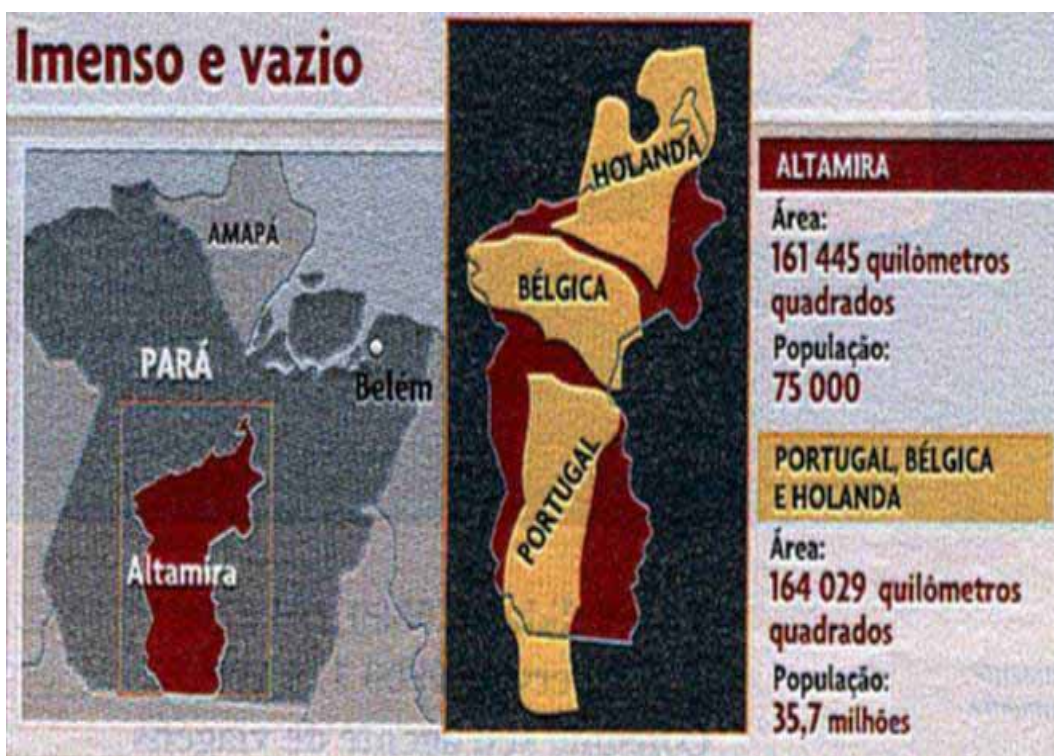 Imenso e vazio
AMAPÁ
PARÁ
Belém
Altamira
HOLANDA
BÉLGICA
PORTUGAL
ALTAMIRA
Área:
161 445 quilômetros
quadrados
População:
75 000
PORTUGAL, BÉLGICA
E HOLANDA
Área:
164 029 quilômetros
quadrados
População:
35,7 milhões